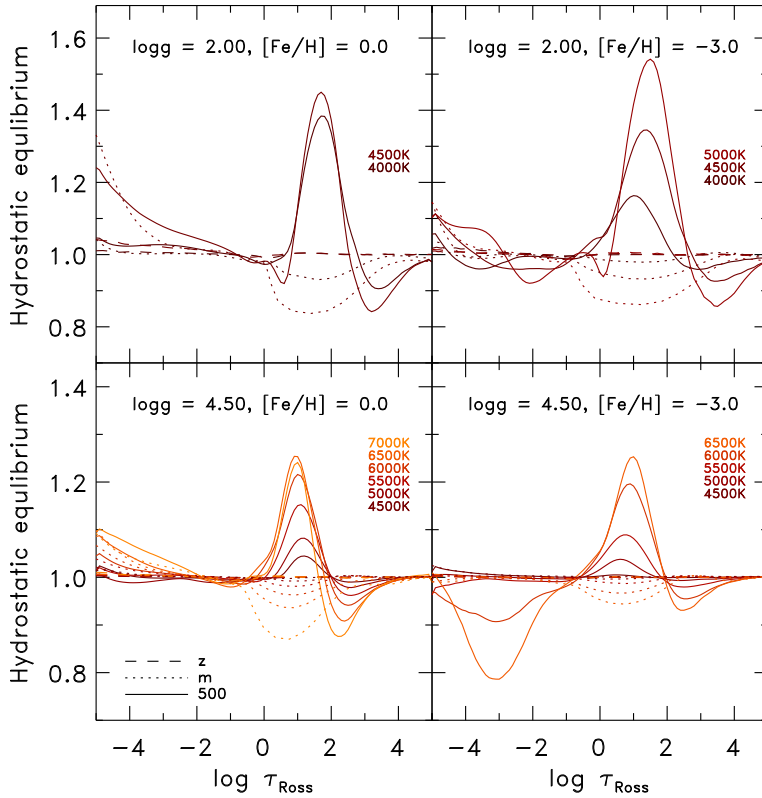 logg = 2.00, [Fe/H] = 0.0
logg = 2.00, [Fe/H] = −3.0
1.6
1.4
1.2
1.0
0.8
Hydrostatic equlibrium
4500K
4000K
5000K
4500K
4000K
logg = 4.50, [Fe/H] = 0.0
logg = 4.50, [Fe/H] = −3.0
1.4
1.2
1.0
0.8
Hydrostatic equlibrium
7000K
6500K
6000K
5500K
5000K
4500K
6500K
6000K
5500K
5000K
4500K
z
m
500
−4 −2 0 2 4
−4 −2 0 2 4
log τRoss
log τRoss